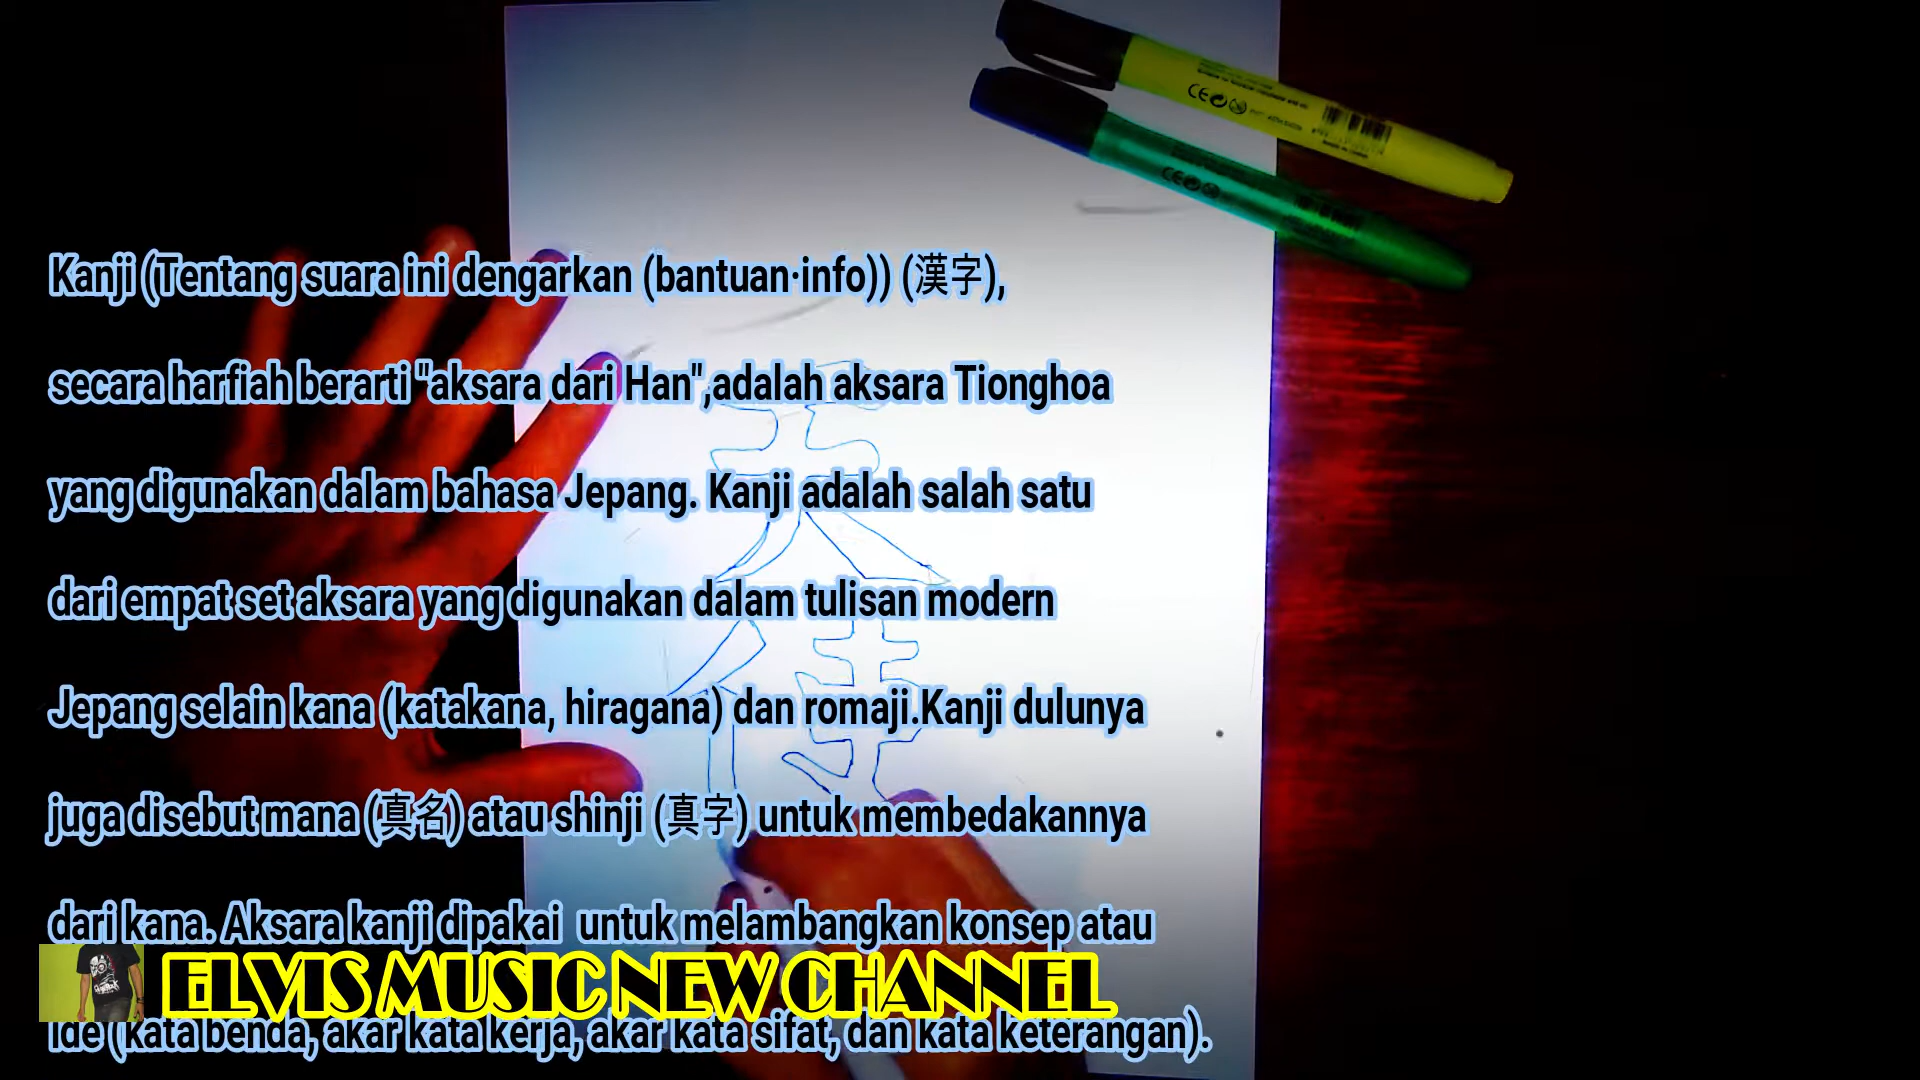 Kanji (Tentang suara ini dengarkan (bantuan·info)) (漢字),
secara harfiah berarti "aksara dari Han",adalah aksara Tionghoa
yang digunakan dalam bahasa Jepang. Kanji adalah salah satu
dari empat set aksara yang digunakan dalam tulisan modern
Jepang selain kana (katakana, hiragana) dan romaji.Kanji dulunya
juga disebut mana (真名) atau shinji (真字) untuk membedakannya
dari kana. Aksara kanji dipakai  untuk melambangkan konsep atau
ELVIS MUSIC NEW CHANNEL
ide (kata benda, akar kata kerja, akar kata sifat, dan kata keterangan).
CE
CE